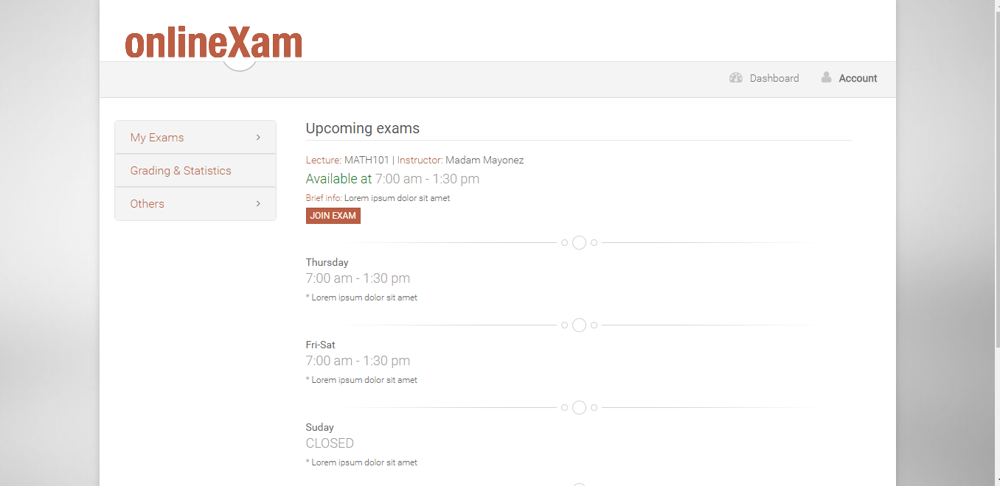 onlineXam
Dashboard
Account
My Exams
Grading & Statistics
Others
Upcoming exams
Lecture: MATH101 | Instructor: Madam Mayonez
Available at 7:00 am - 1:30 pm
Brief info: Lorem ipsum dolor sit amet
JOIN EXAM
Thursday
7:00 am - 1:30 pm
* Lorem ipsum dolor sit amet
Fri-Sat
7:00 am - 1:30 pm
* Lorem ipsum dolor sit amet
Suday
CLOSED
* Lorem ipsum dolor sit amet